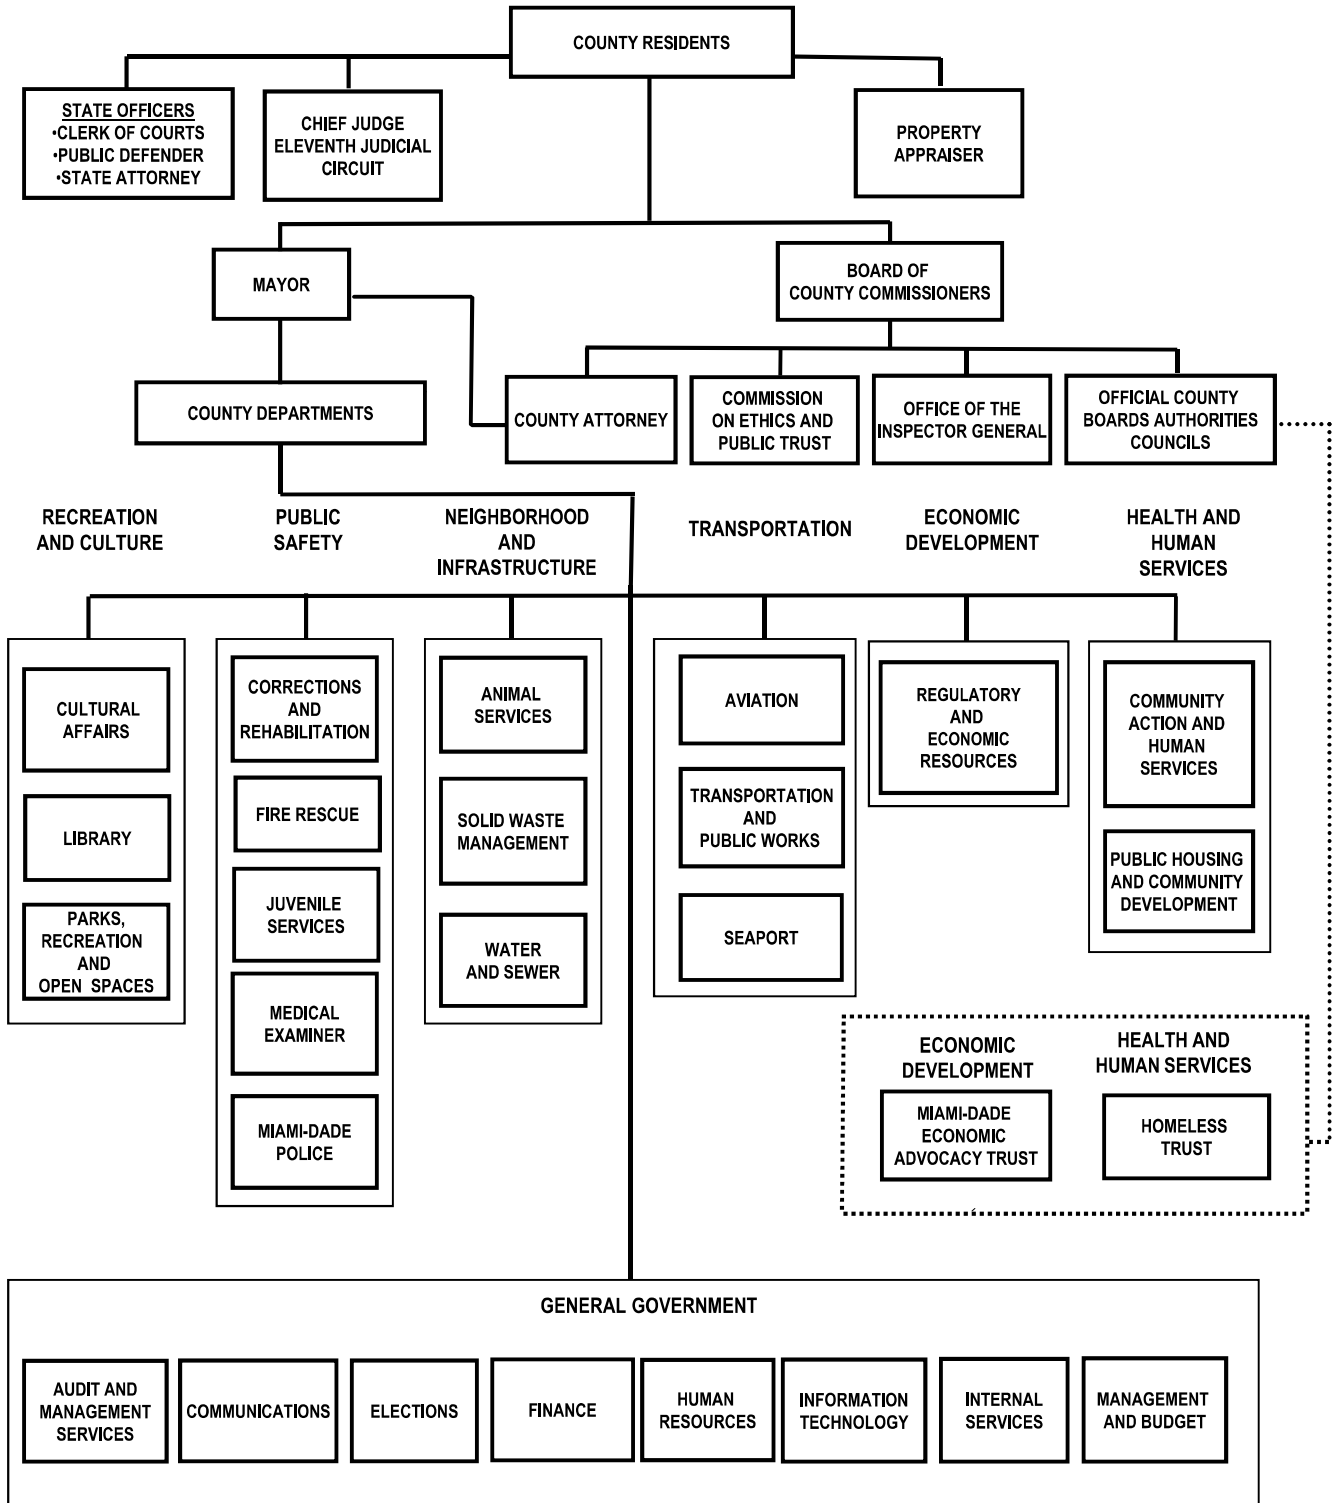 COUNTY RESIDENTS
STATE OFFICERS
•CLERK OF COURTS
•PUBLIC DEFENDER
•STATE ATTORNEY
CHIEF JUDGE
ELEVENTH JUDICIAL
CIRCUIT
PROPERTY
APPRAISER
MAYOR
BOARD OF
COUNTY COMMISSIONERS
COUNTY DEPARTMENTS
COUNTY ATTORNEY
COMMISSION
ON ETHICS AND
PUBLIC TRUST
OFFICE OF THE
INSPECTOR GENERAL
OFFICIAL COUNTY
BOARDS AUTHORITIES
COUNCILS
RECREATION
AND CULTURE
PUBLIC
SAFETY
NEIGHBORHOOD
AND
INFRASTRUCTURE
TRANSPORTATION
ECONOMIC
DEVELOPMENT
HEALTH AND
HUMAN
SERVICES
CULTURAL
AFFAIRS
LIBRARY
PARKS,
RECREATION
AND
OPEN SPACES
CORRECTIONS
AND
REHABILITATION
FIRE RESCUE
JUVENILE
SERVICES
MEDICAL
EXAMINER
MIAMI-DADE
POLICE
ANIMAL
SERVICES
SOLID WASTE
MANAGEMENT
WATER
AND SEWER
AVIATION
TRANSPORTATION
AND
PUBLIC WORKS
SEAPORT
REGULATORY
AND
ECONOMIC
RESOURCES
COMMUNITY
ACTION AND
HUMAN
SERVICES
PUBLIC HOUSING
AND COMMUNITY
DEVELOPMENT
ECONOMIC
DEVELOPMENT
MIAMI-DADE
ECONOMIC
ADVOCACY TRUST
HEALTH AND
HUMAN SERVICES
HOMELESS
TRUST
GENERAL GOVERNMENT
AUDIT AND
MANAGEMENT
SERVICES
COMMUNICATIONS
ELECTIONS
FINANCE
HUMAN
RESOURCES
INFORMATION
TECHNOLOGY
INTERNAL
SERVICES
MANAGEMENT
AND BUDGET